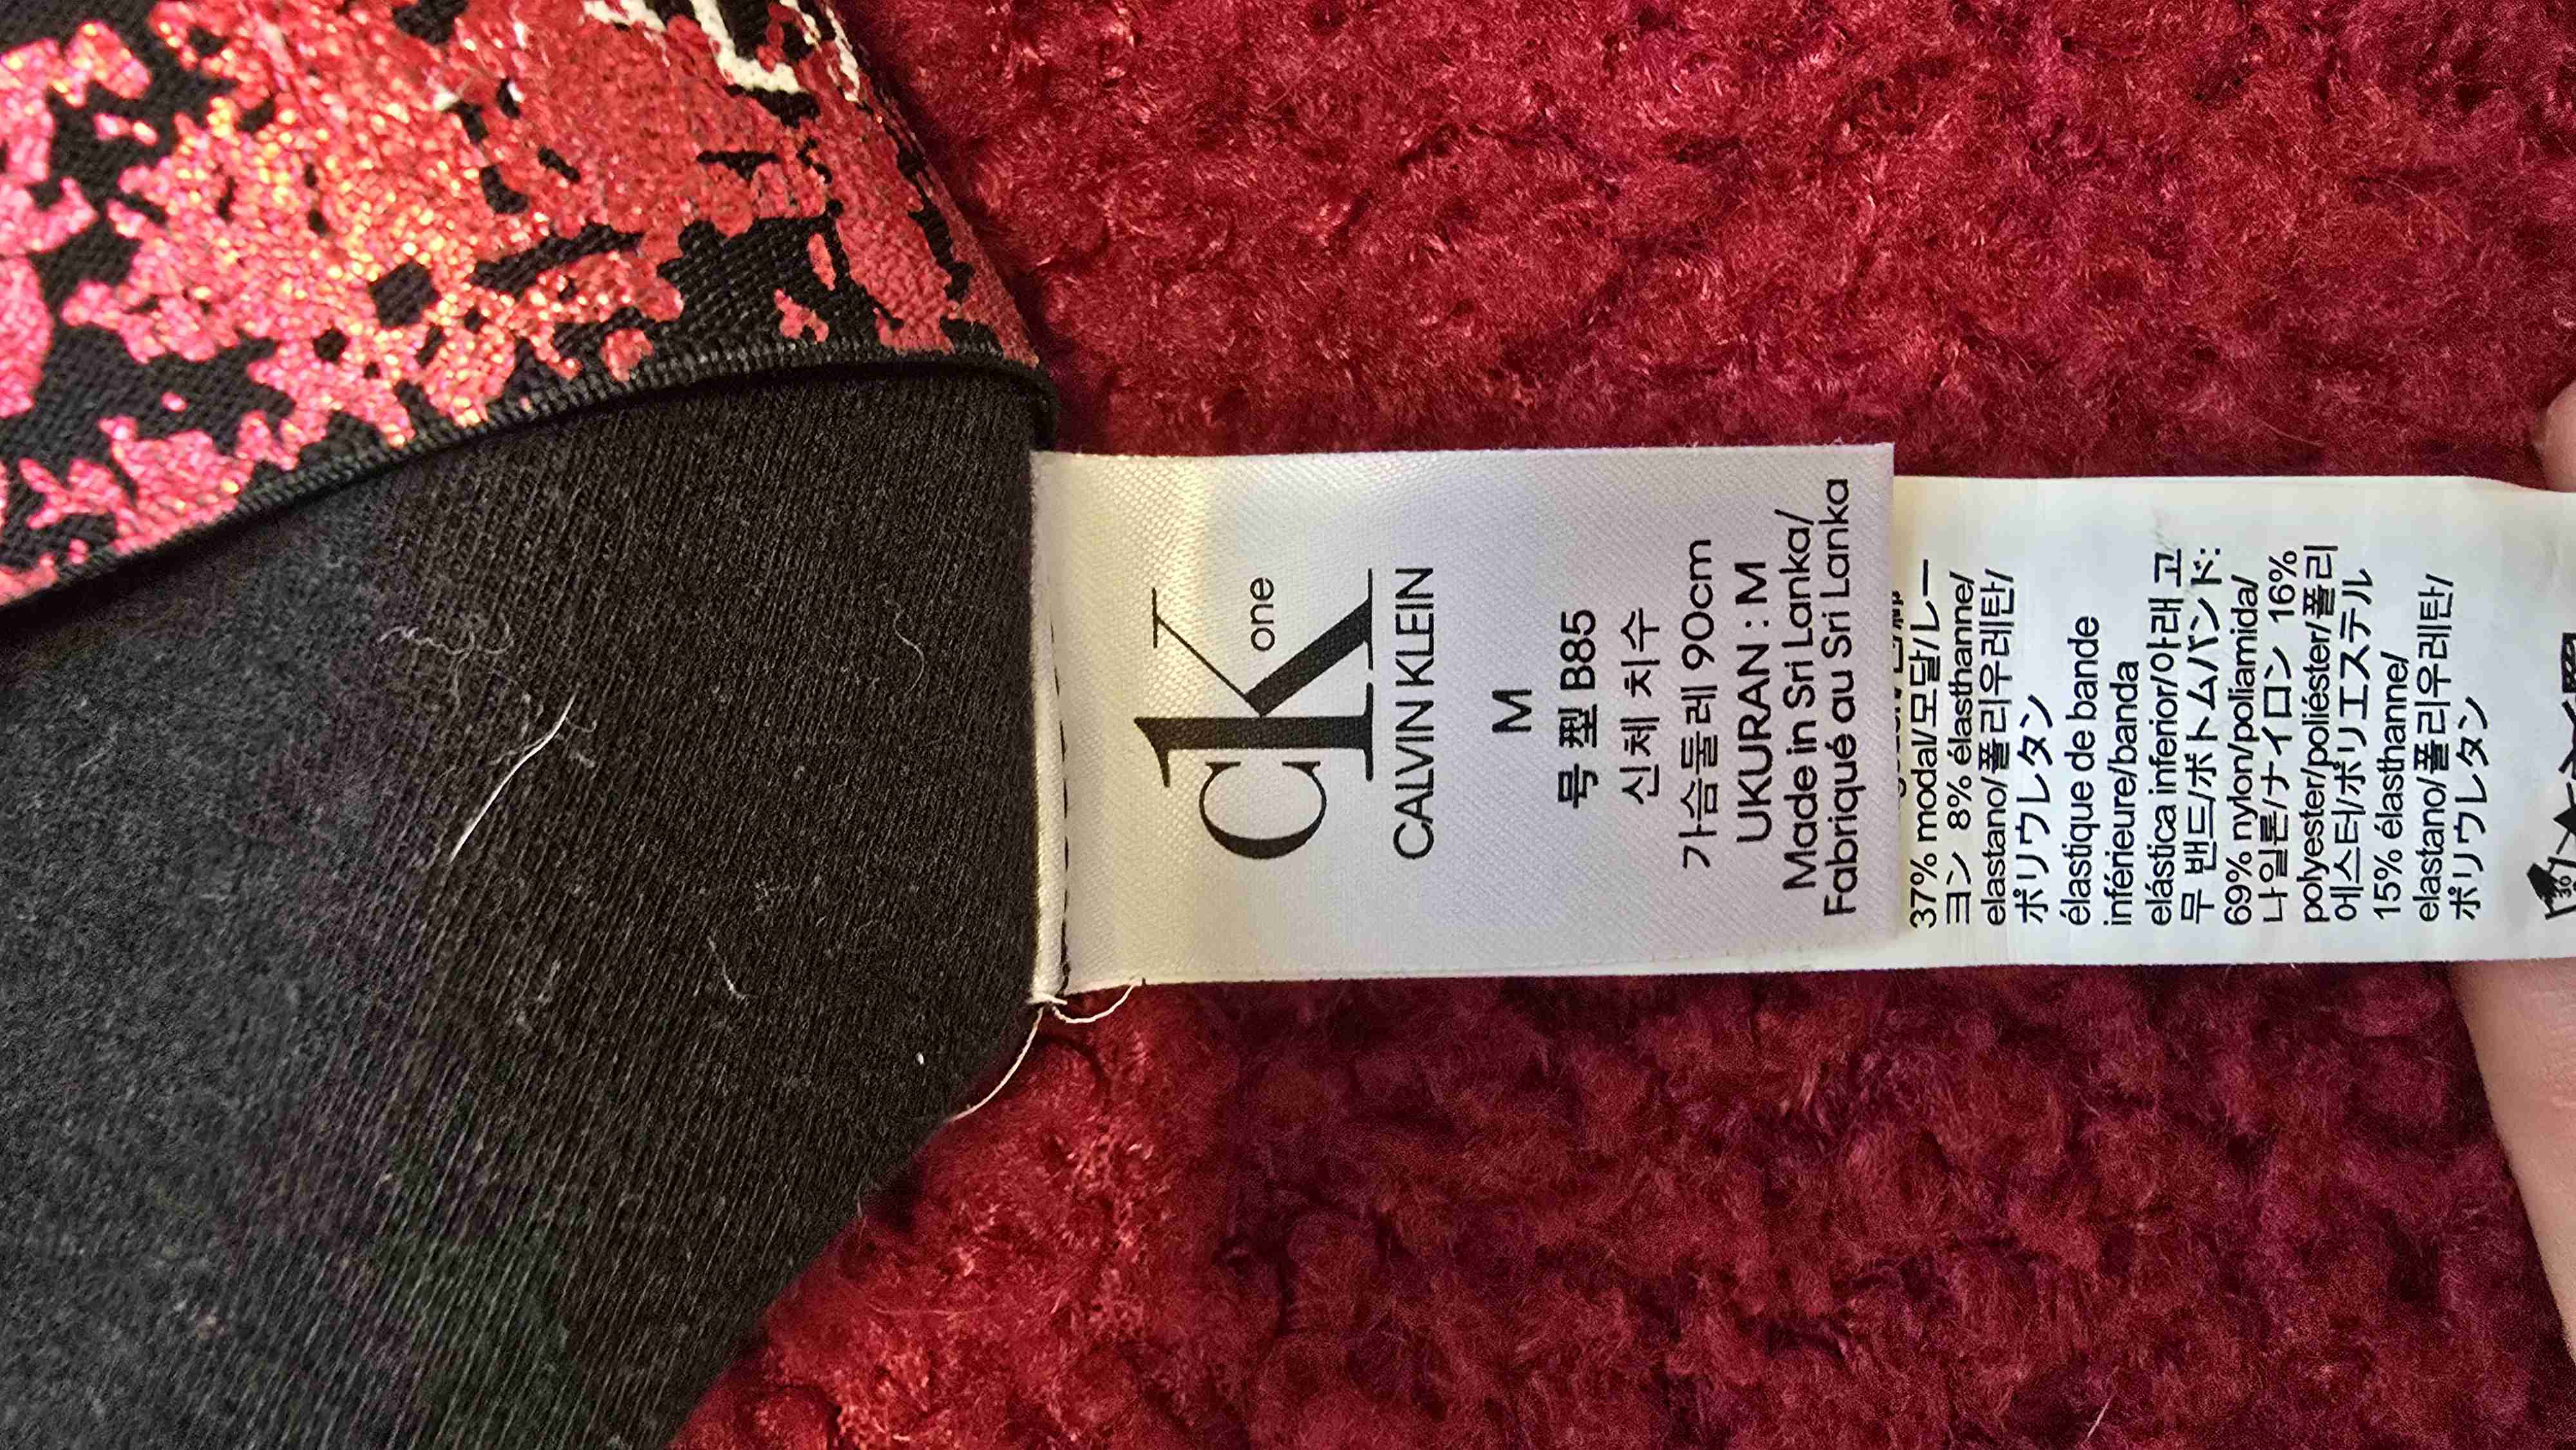 ck
one
CALVIN KLEIN
M
号型 B85
신체 치수
가슴둘레 90cm
UKURAN : M
Made in Sri Lanka/
Fabriqué au Sri Lanka
37% modal/모달/レー
ヨン 8% élasthanne/
elastano/폴리우레탄/
ポリウレタン
élastique de bande
inférieure/banda
elástica inferior/아래 고
무 밴드/ボトムバンド:
69% nylon/poliamida/
나일론/ナイロン 16%
polyester/poliéster/폴리
에스터/ポリエステル
15% élasthanne/
elastano/폴리우레탄/
ポリウレタン
30